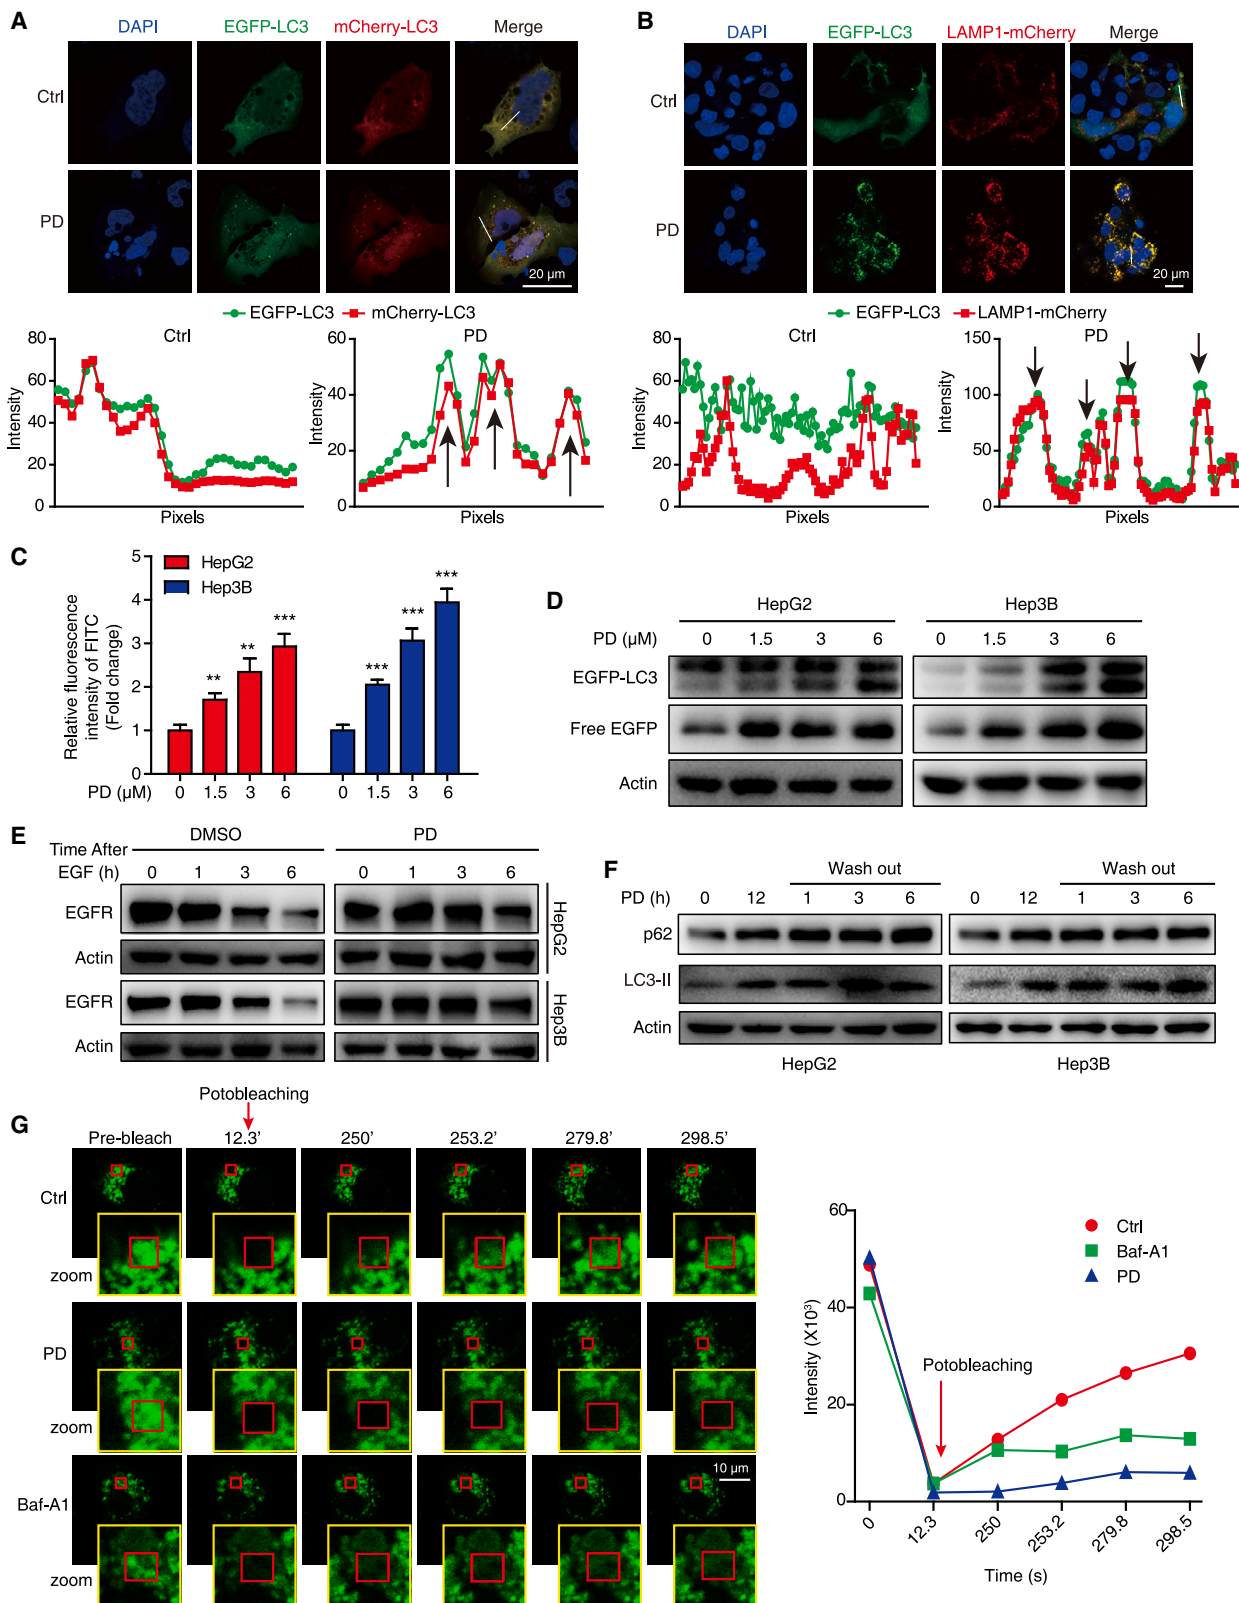 A
DAPI
EGFP-LC3
mCherry-LC3
Merge
Ctrl
PD
20 µm
EGFP-LC3
mCherry-LC3
Ctrl
Intensity
80
60
40
20
0
Pixels
PD
Intensity
60
40
20
0
Pixels
B
DAPI
EGFP-LC3
LAMP1-mCherry
Merge
Ctrl
PD
20 µm
EGFP-LC3
LAMP1-mCherry
Ctrl
Intensity
80
60
40
20
0
Pixels
PD
Intensity
150
100
50
0
Pixels
C
HepG2
Hep3B
Relative fluorescence
intensity of FITC
(Fold change)
5
4
3
2
1
0
** ** *** *** *** ***
PD (µM) 0 1.5 3 6 0 1.5 3 6
D
HepG2
Hep3B
PD (µM) 0 1.5 3 6 0 1.5 3 6
EGFP-LC3
Free EGFP
Actin
E
DMSO
PD
Time After
EGF (h) 0 1 3 6 0 1 3 6
EGFR
Actin
HepG2
EGFR
Actin
Hep3B
F
Wash out
Wash out
PD (h) 0 12 1 3 6 0 12 1 3 6
p62
LC3-II
Actin
HepG2
Hep3B
G
Potobleaching
Pre-bleach 12.3' 250' 253.2' 279.8' 298.5'
Ctrl
zoom
PD
zoom
10 µm
Baf-A1
zoom
Ctrl
Baf-A1
PD
Intensity (X10³)
60
40
20
0
Potobleaching
0 12.3 250 253.2 279.8 298.5
Time (s)